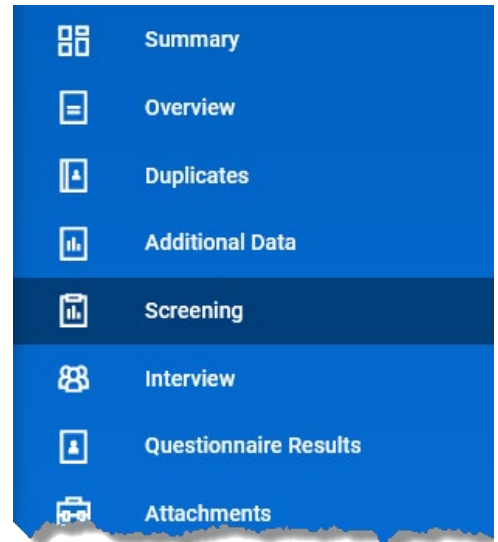 Summary
Overview
Duplicates
Additional Data
Screening
Interview
Questionnaire Results
Attachments